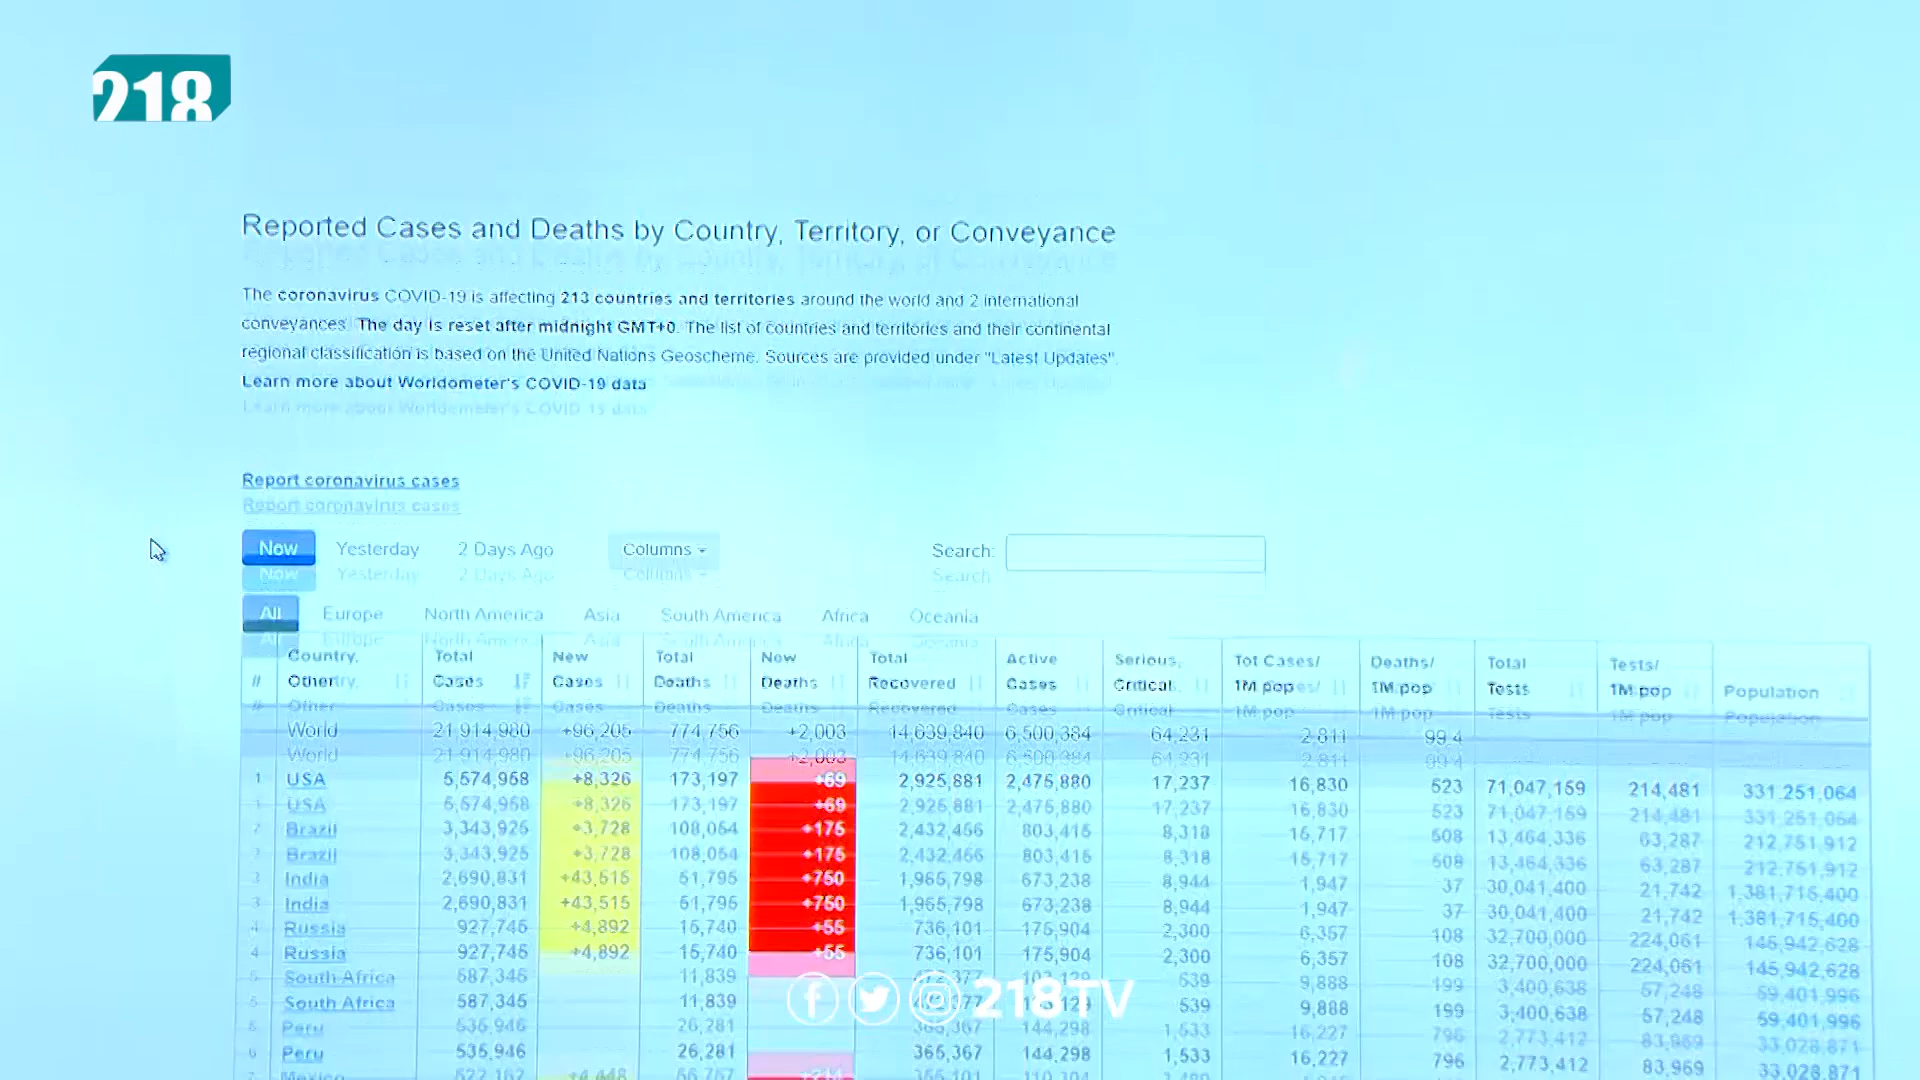 218
Reported Cases and Deaths by Country, Territory, or Conveyance
The coronavirus COVID-19 is affecting 213 countries and territories around the world and 2 international
conveyances. The day is reset after midnight GMT+0. The list of countries and territories and their continental
regional classification is based on the United Nations Geoscheme. Sources are provided under "Latest Updates".
Learn more about Worldometer's COVID-19 data
Report coronavirus cases
Now Yesterday 2 Days Ago Columns Search:
All Europe North America Asia South America Africa Oceania
# Country, Other Total Cases New Cases Total Deaths New Deaths Total Recovered Active Cases Serious, Critical Tot Cases/ 1M pop Deaths/ 1M pop Total Tests Tests/ 1M pop Population
World 21,914,980 +96,205 774,756 +2,003 14,639,840 6,500,384 64,231 2,811 99.4
1 USA 5,574,958 +8,326 173,197 +69 2,925,881 2,475,880 17,237 16,830 523 71,047,159 214,481 331,251,064
2 Brazil 3,343,925 +3,728 108,054 +175 2,432,456 803,415 8,318 15,717 508 13,464,336 63,287 212,751,912
3 India 2,690,831 +43,515 51,795 +750 1,965,798 673,238 8,944 1,947 37 30,041,400 21,742 1,381,715,400
4 Russia 927,745 +4,892 15,740 +55 736,101 175,904 2,300 6,357 108 32,700,000 224,061 145,942,628
5 South Africa 587,345 11,839 539 9,888 199 3,400,638 57,248 59,401,996
6 Peru 535,946 26,281 365,367 144,298 1,533 16,227 796 2,773,412 83,969 33,028,871
Mexico
218TV